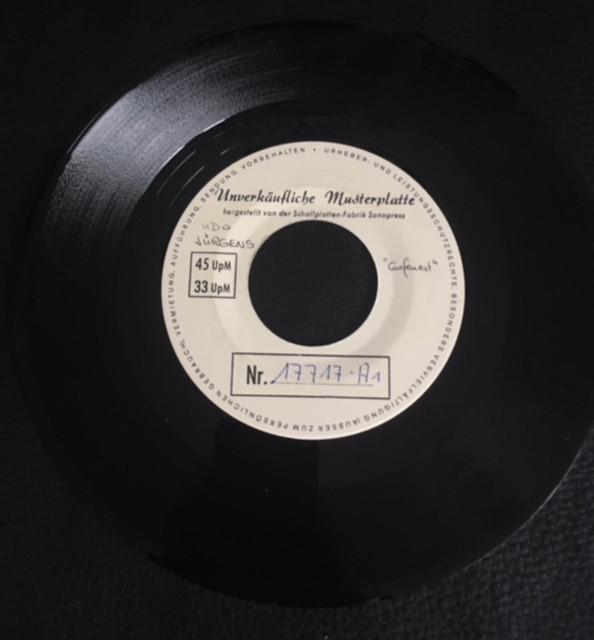 VERMIETUNG, AUFFÜHRUNG, SENDUNG, VORBEHALTEN • URHEBER- UND LEISTUNGSSCHUTZRECHTE, BESONDERS VERVIELFÄLTIGUNG (AUSSER ZUM PERSÖNLICHEN GEBRAUCH),
Unverkäufliche Musterplatte
hergestellt von der Schallplatten-Fabrik Sonopress
UDO
JÜRGENS
45 UpM
33 UpM
Nr. 17717-A1